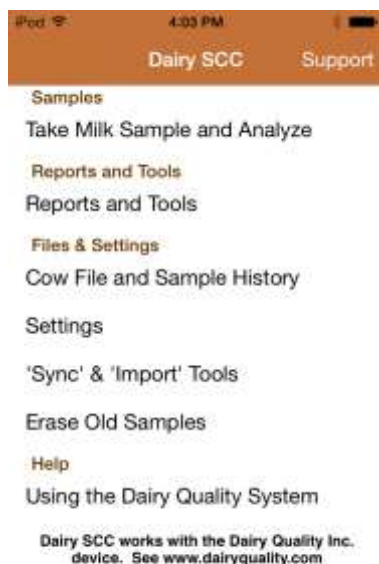 iPod 4:03 PM
Dairy SCC Support
Samples
Take Milk Sample and Analyze
Reports and Tools
Reports and Tools
Files & Settings
Cow File and Sample History
Settings
'Sync' & 'Import' Tools
Erase Old Samples
Help
Using the Dairy Quality System
Dairy SCC works with the Dairy Quality Inc.
device. See www.dairyquality.com